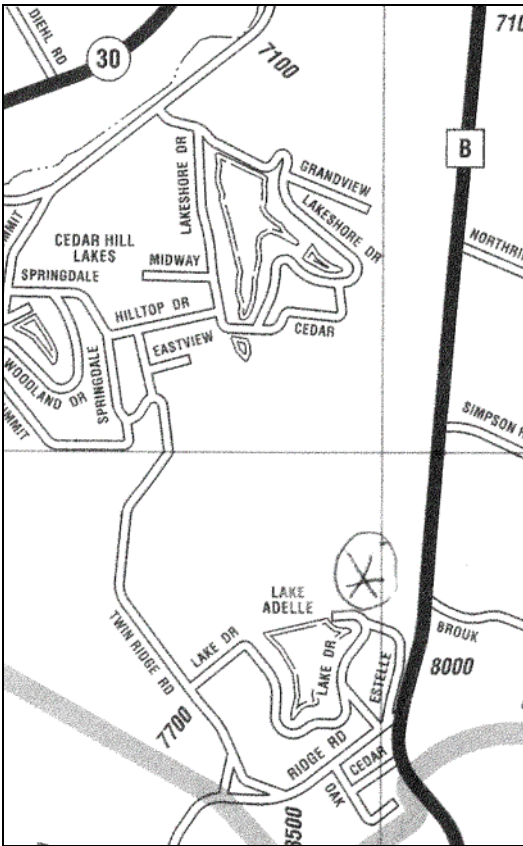 DIEHL RD
30
7100
710
B
GRANDVIEW
LAKESHORE DR
LAKESHORE DR
CEDAR HILL
LAKES
MIDWAY
SPRINGDALE
HILLTOP DR
CEDAR
EASTVIEW
WOODLAND DR
SPRINGDALE
SIMPSON
LAKE
ADELLE
BROUK
TWIN RIDGE RD
LAKE DR
LAKE DR
ESTELLE
8000
7700
RIDGE RD
CEDAR
OAK
8500